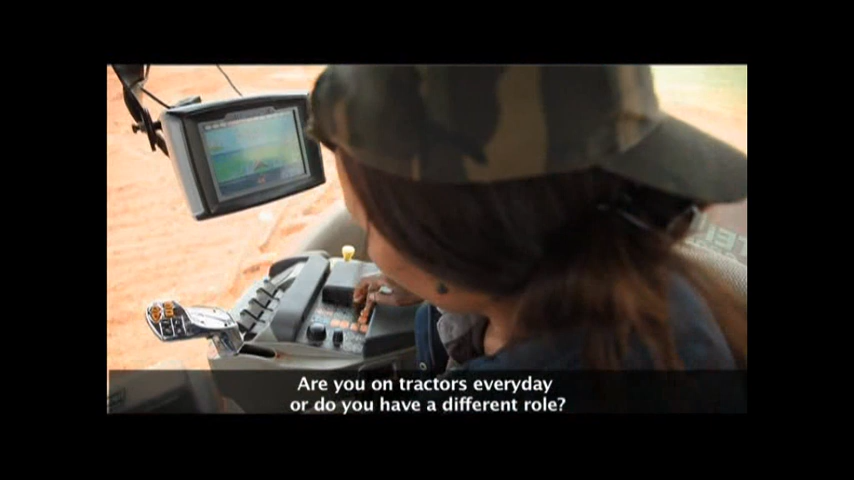 Are you on tractors everyday
or do you have a different role?